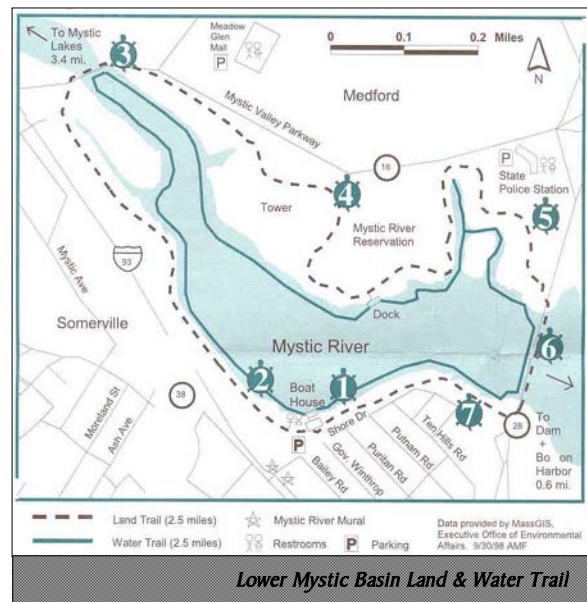 To Mystic
Lakes
3.4 mi.
3
Meadow
Glen
Mall
P
0 0.1 0.2 Miles
N
Medford
Mystic Valley Parkway
16
P
State
Police Station
4
5
Tower
Mystic River
Reservation
93
Mystic Ave
Somerville
Dock
Mystic River
6
2
Boat
House
1
7
38
Moreland St
Ash Ave
P
Shore Dr
Bailey Rd
Gov. Winthrop
Puritan Rd
Putnam Rd
Ten Hills Rd
28
To
Dam
+
Bo on
Harbor
0.6 mi.
Land Trail (2.5 miles)
Mystic River Mural
Water Trail (2.5 miles)
Restrooms
P Parking
Data provided by MassGIS,
Executive Office of Environmental
Affairs. 9/30/98 AMF
Lower Mystic Basin Land & Water Trail